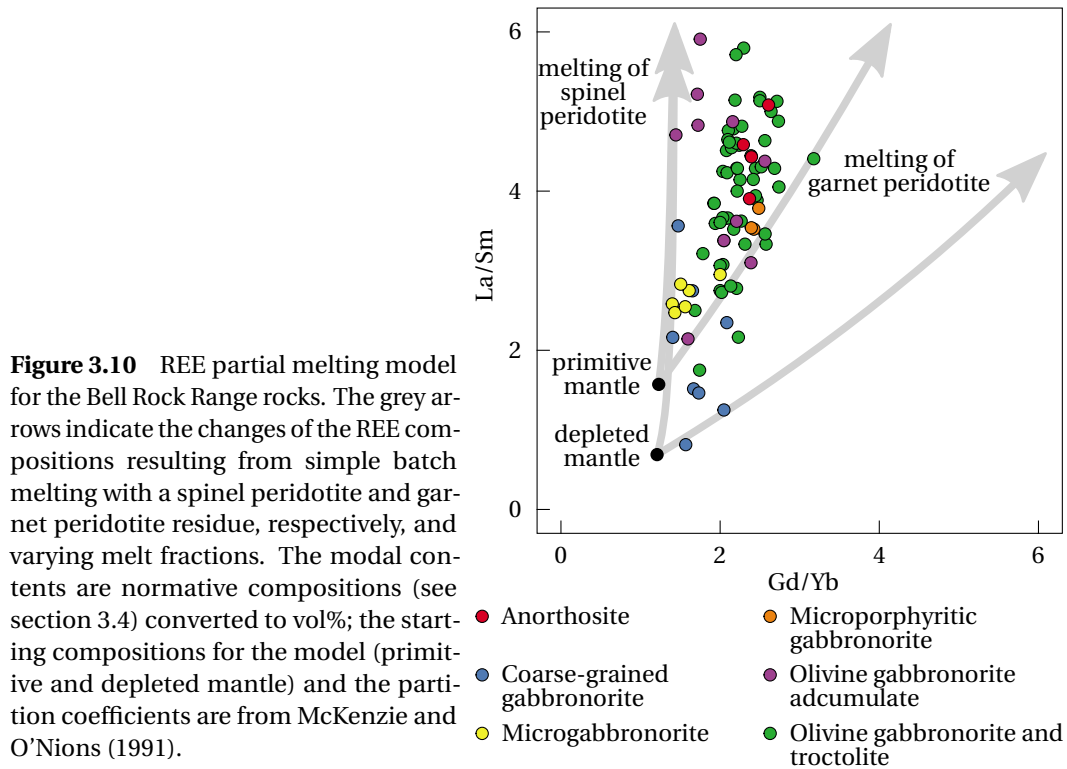 Figure 3.10 REE partial melting model
for the Bell Rock Range rocks. The grey ar-
rows indicate the changes of the REE com-
positions resulting from simple batch
melting with a spinel peridotite and gar-
net peridotite residue, respectively, and
varying melt fractions. The modal con-
tents are normative compositions (see
section 3.4) converted to vol%; the start-
ing compositions for the model (primit-
ive and depleted mantle) and the parti-
tion coefficients are from McKenzie and
O'Nions (1991).
La/Sm
6
4
2
0
melting of
spinel
peridotite
melting of
garnet peridotite
primitive
mantle
depleted
mantle
0 2 4 6
Gd/Yb
Anorthosite
Coarse-grained
gabbronorite
Microgabbronorite
Microporphyritic
gabbronorite
Olivine gabbronorite
adcumulate
Olivine gabbronorite and
troctolite